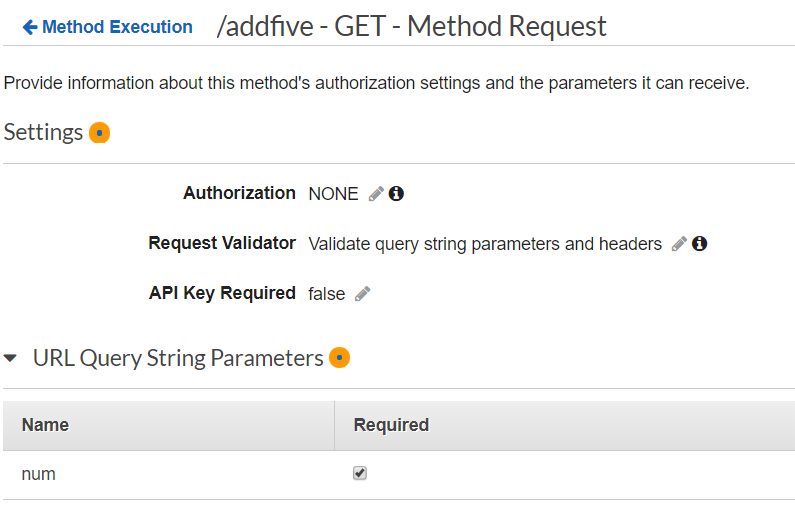 Method Execution /addfive - GET - Method Request
Provide information about this method's authorization settings and the parameters it can receive.
Settings
Authorization NONE
Request Validator Validate query string parameters and headers
API Key Required false
URL Query String Parameters
Name Required
num